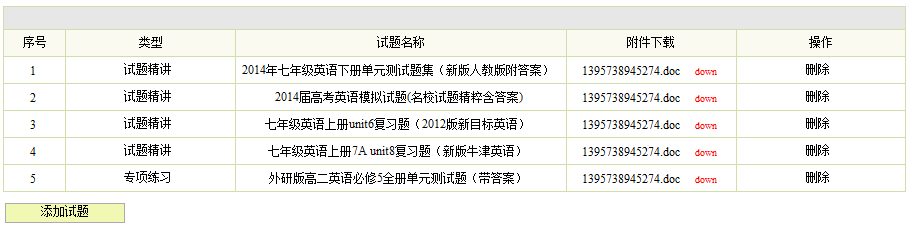 序号 类型 试题名称 附件下载 操作
1 试题精讲 2014年七年级英语下册单元测试题集（新版人教版附答案） 1395738945274.doc down 删除
2 试题精讲 2014届高考英语模拟试题(名校试题精粹含答案) 1395738945274.doc down 删除
3 试题精讲 七年级英语上册unit6复习题（2012版新目标英语） 1395738945274.doc down 删除
4 试题精讲 七年级英语上册7A unit8复习题（新版牛津英语） 1395738945274.doc down 删除
5 专项练习 外研版高二英语必修5全册单元测试题（带答案） 1395738945274.doc down 删除
添加试题